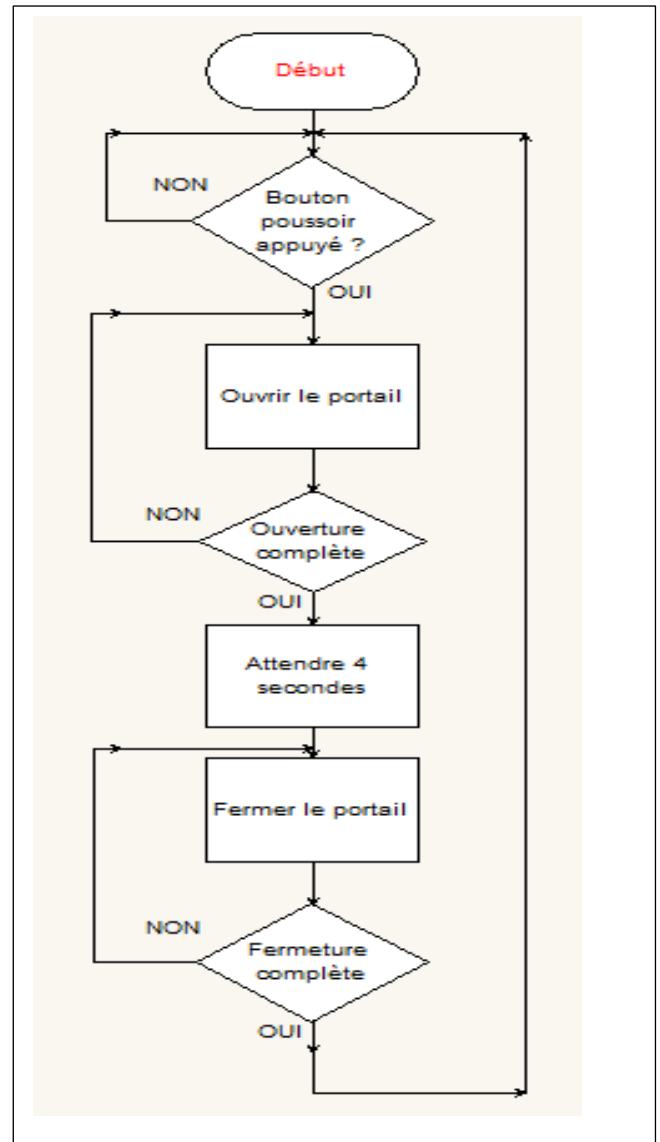 Début
NON
Bouton
poussoir
appuyé ?
OUI
Ouvrir le portail
NON
Ouverture
complète
OUI
Attendre 4
secondes
Fermer le portail
NON
Fermeture
complète
OUI